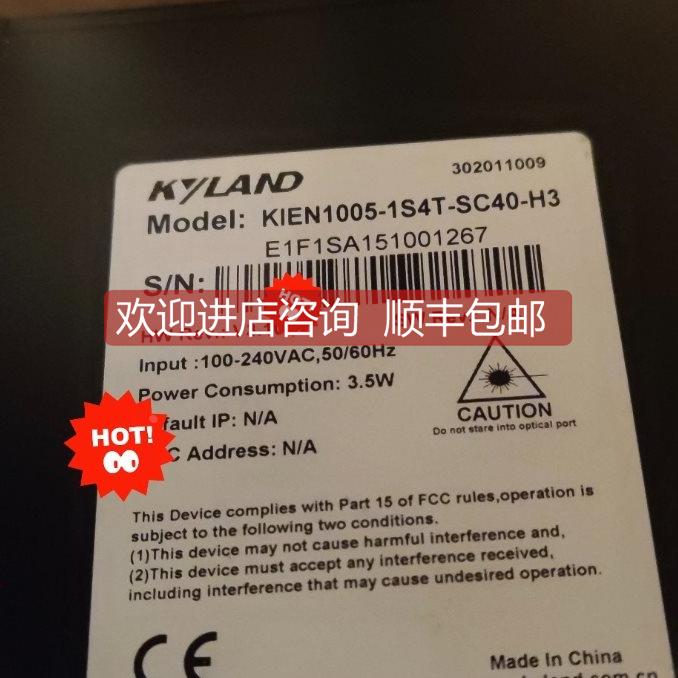 302011009
KYLAND
Model: KIEN1005-1S4T-SC40-H3
E1F1SA151001267
S/N:
HOT
欢迎进店咨询 顺丰包邮
Input :100-240VAC,50/60Hz
Power Consumption: 3.5W
fault IP: N/A
CAUTION
Do not stare into optical port
HOT!
C Address: N/A
This Device complies with Part 15 of FCC rules,operation is
subject to the following two conditions.
(1)This device may not cause harmful interference and,
(2)This device must accept any interference received,
including interference that may cause undesired operation.
CE
Made In China